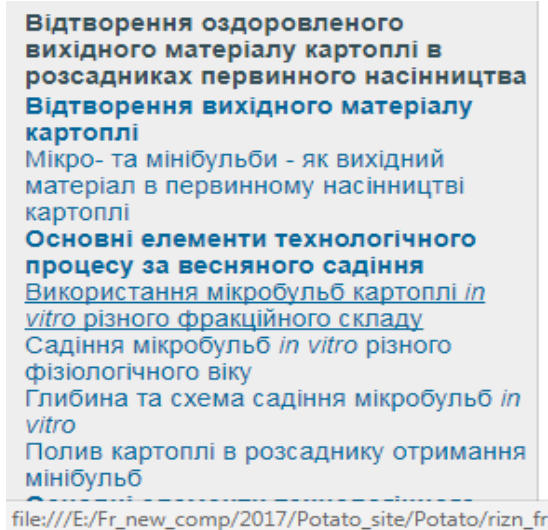 Відтворення оздоровленого
вихідного матеріалу картоплі в
розсадниках первинного насінництва
Відтворення вихідного матеріалу
картоплі
Мікро- та мінібульби - як вихідний
матеріал в первинному насінництві
картоплі
Основні елементи технологічного
процесу за весняного садіння
Використання мікробульб картоплі in
vitro різного фракційного складу
Садіння мікробульб in vitro різного
фізіологічного віку
Глибина та схема садіння мікробульб in
vitro
Полив картоплі в розсаднику отримання
мінібульб
Основні елементи технологічного
file:///E:/Fr_new_comp/2017/Potato_site/Potato/rizn_fr